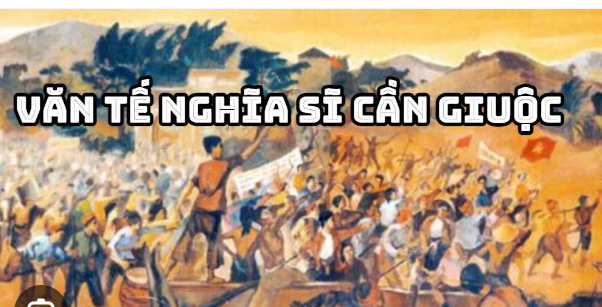 VĂN TẾ NGHĨA SĨ CẦN GIUỘC